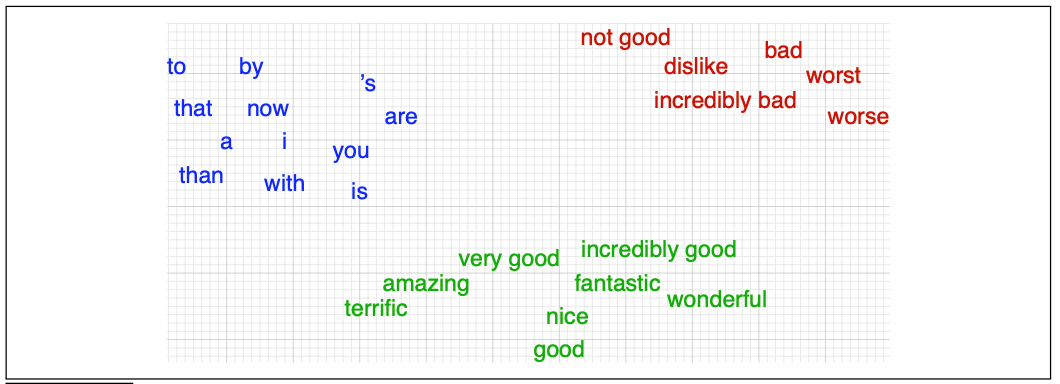 not good
bad
to by
dislike
's
worst
incredibly bad
that now
are
worse
a i
you
than
with
is
incredibly good
very good
amazing
fantastic
wonderful
terrific
nice
good